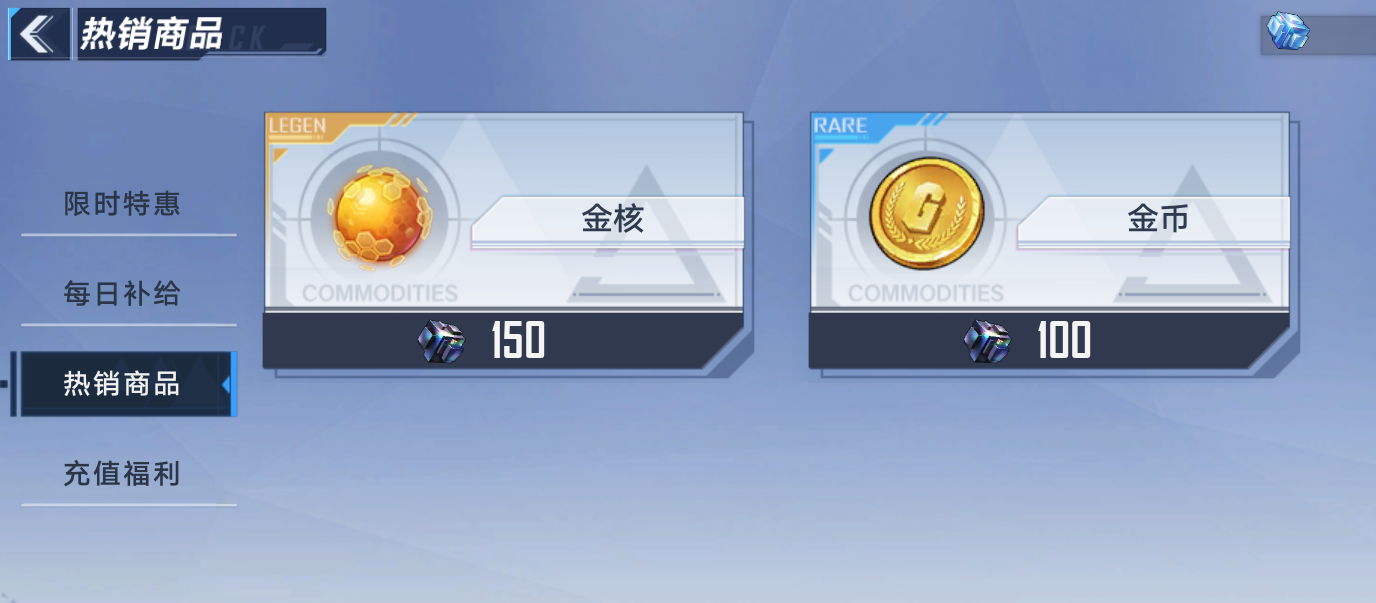 热销商品
限时特惠
每日补给
热销商品
充值福利
LEGEN
金核
COMMODITIES
150
RARE
G
金币
COMMODITIES
100